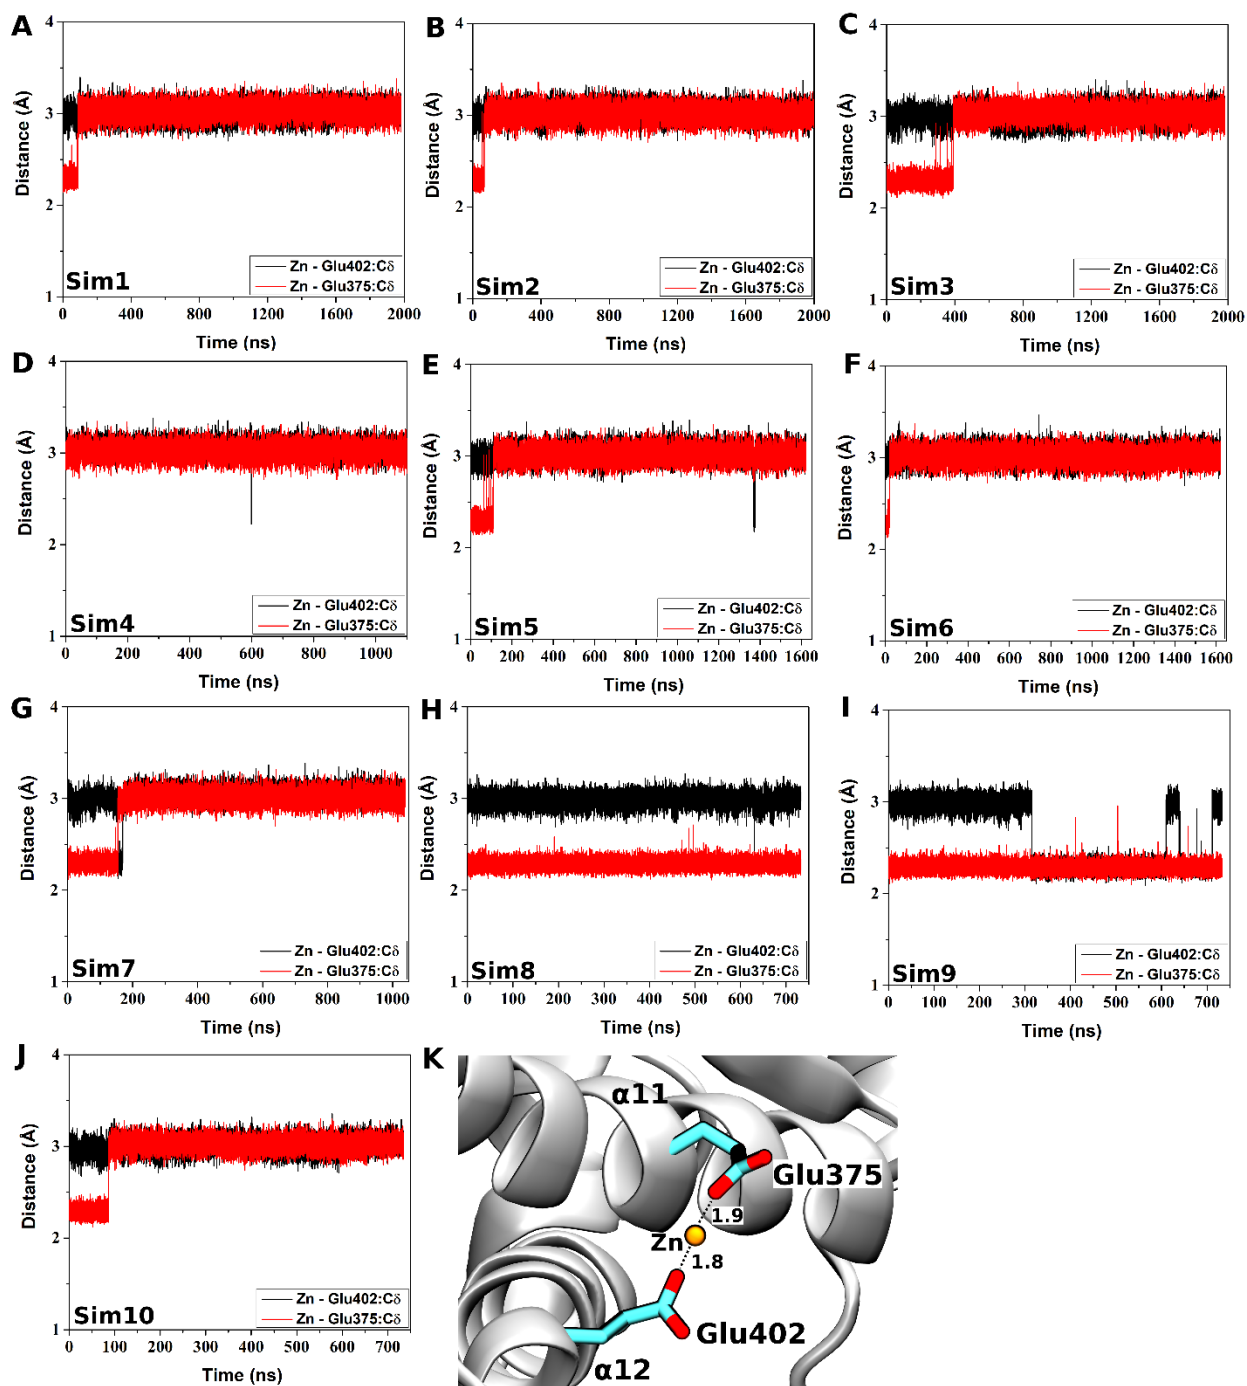 A
Distance (Å)
4
3
2
1
Sim1
Zn - Glu402:Cδ
Zn - Glu375:Cδ
0 400 800 1200 1600 2000
Time (ns)
B
Distance (Å)
4
3
2
1
Sim2
Zn - Glu402:Cδ
Zn - Glu375:Cδ
0 400 800 1200 1600 2000
Time (ns)
C
Distance (Å)
4
3
2
1
Sim3
Zn - Glu402:Cδ
Zn - Glu375:Cδ
0 400 800 1200 1600 2000
Time (ns)
D
Distance (Å)
4
3
2
1
Sim4
Zn - Glu402:Cδ
Zn - Glu375:Cδ
0 200 400 600 800 1000
Time (ns)
E
Distance (Å)
4
3
2
1
Sim5
Zn - Glu402:Cδ
Zn - Glu375:Cδ
0 200 400 600 800 1000 1200 1400 1600
Time (ns)
F
Distance (Å)
4
3
2
1
Sim6
Zn - Glu402:Cδ
Zn - Glu375:Cδ
0 200 400 600 800 1000 1200 1400 1600
Time (ns)
G
Distance (Å)
4
3
2
1
Sim7
Zn - Glu402:Cδ
Zn - Glu375:Cδ
0 200 400 600 800 1000
Time (ns)
H
Distance (Å)
4
3
2
1
Sim8
Zn - Glu402:Cδ
Zn - Glu375:Cδ
0 100 200 300 400 500 600 700
Time (ns)
I
Distance (Å)
4
3
2
1
Sim9
Zn - Glu402:Cδ
Zn - Glu375:Cδ
0 100 200 300 400 500 600 700
Time (ns)
J
Distance (Å)
4
3
2
1
Sim10
Zn - Glu402:Cδ
Zn - Glu375:Cδ
0 100 200 300 400 500 600 700
Time (ns)
K
α11
Glu375
1.9
Zn
1.8
Glu402
α12